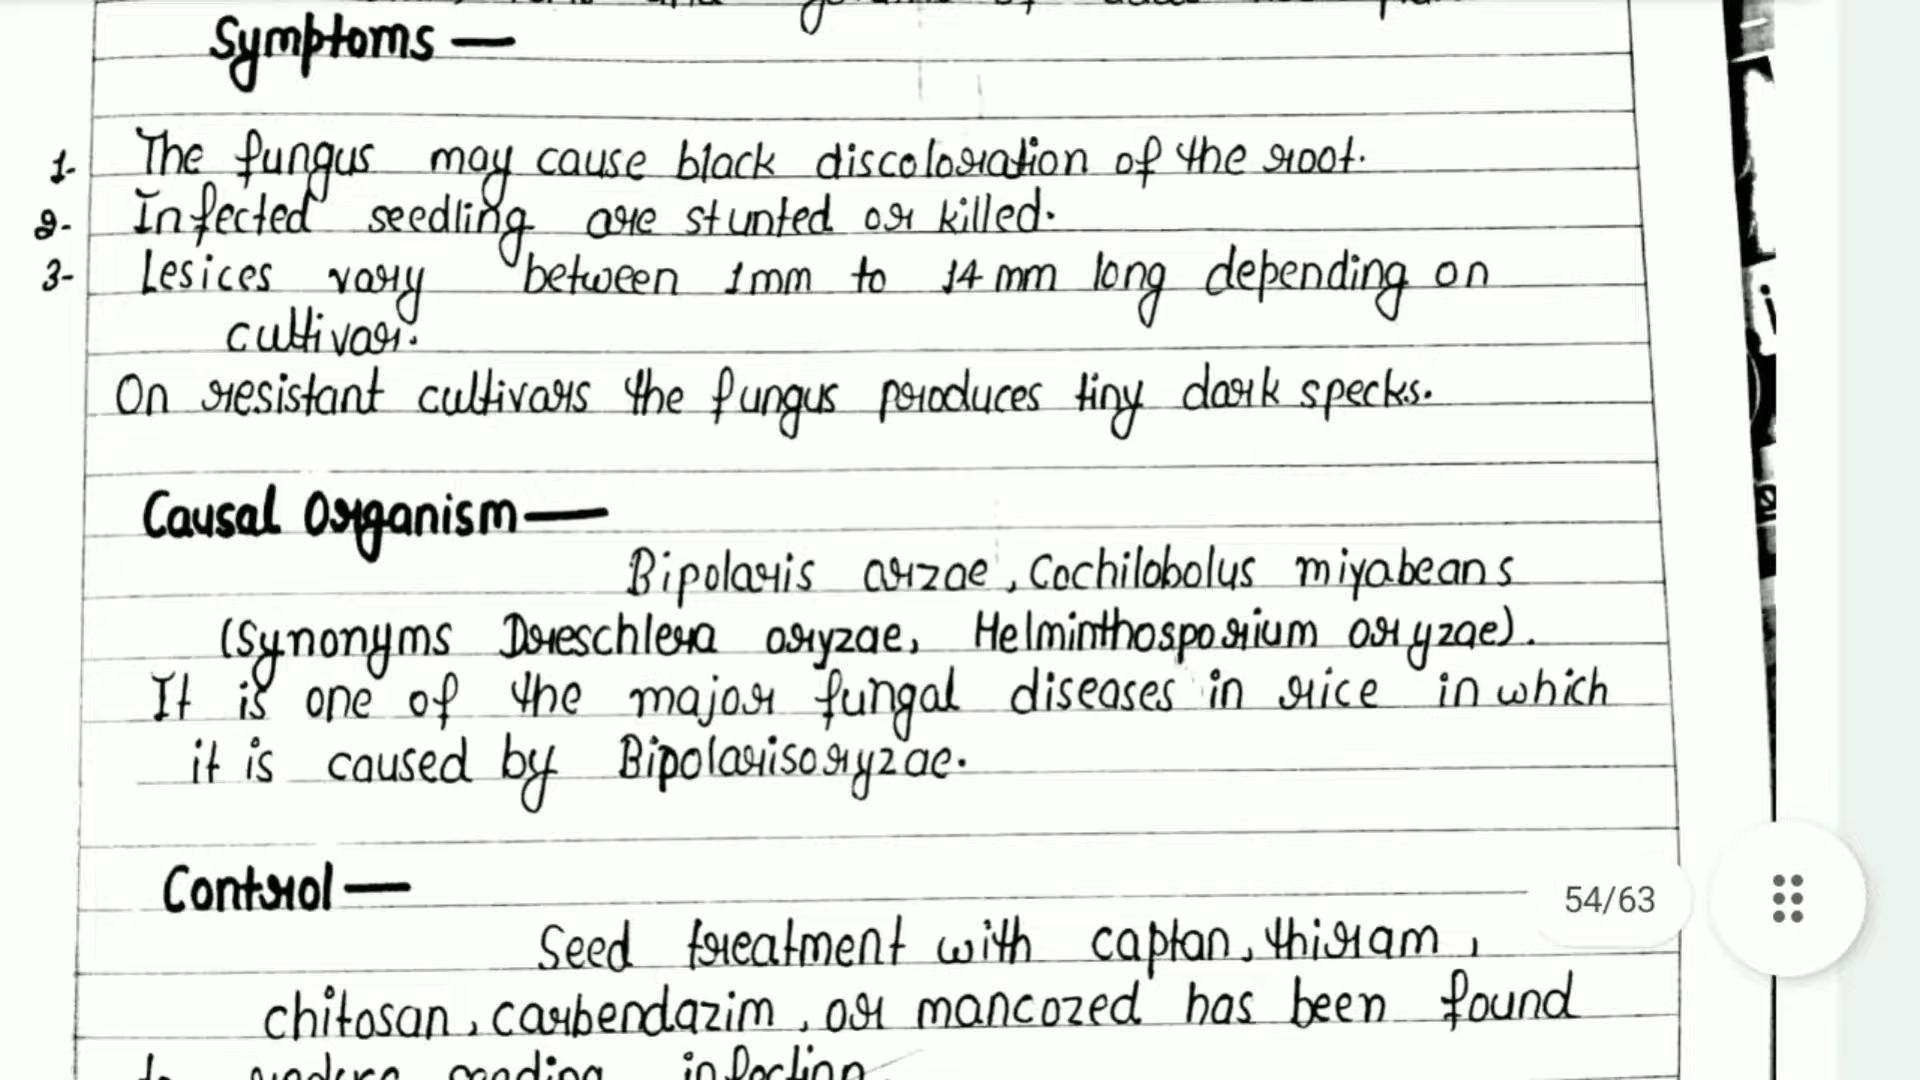 Symptoms —
1- The fungus may cause black discoloration of the root.
2- Infected seedling are stunted or killed.
3- Lesices vary between 1mm to 14 mm long depending on
cultivar.
On resistant cultivars the fungus produces tiny dark specks.
Causal Organism —
Bipolaris arzae, Cochilobolus miyabeans
(Synonyms Dreschlera oryzae, Helminthosporium oryzae).
It is one of the major fungal diseases in rice in which
it is caused by Bipolarisoryzae.
Control —
54/63
Seed treatment with captan, thiram,
chitosan, carbendazim, or mancozed has been found
to infection